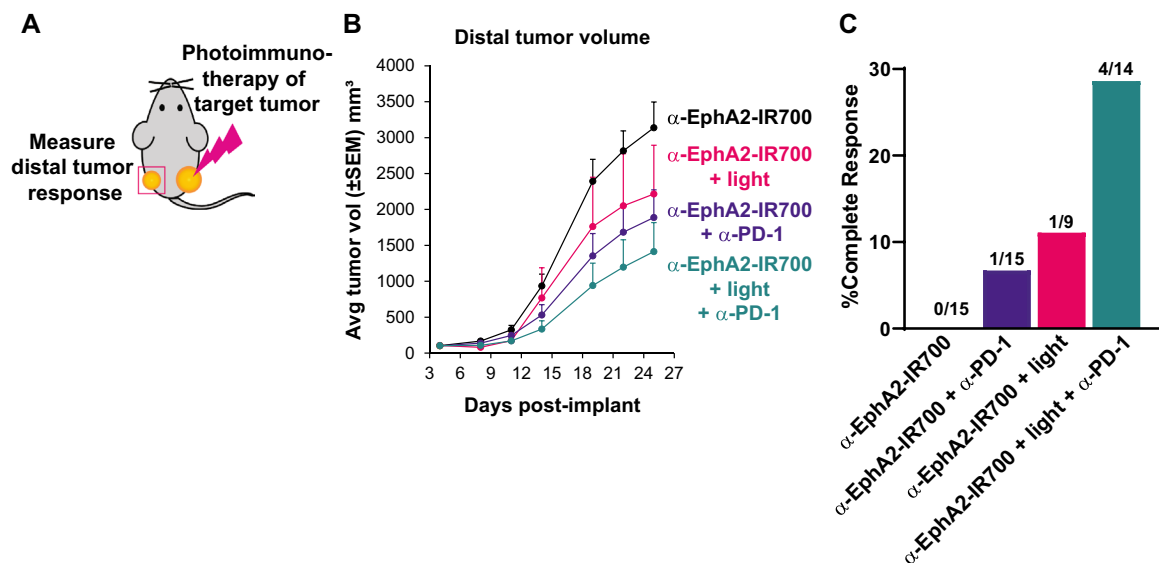 A
Photoimmuno-
therapy of
target tumor
Measure
distal tumor
response
B
Distal tumor volume
Avg tumor vol (±SEM) mm³
4000
3500
3000
2500
2000
1500
1000
500
0
3 6 9 12 15 18 21 24 27
Days post-implant
α-EphA2-IR700
α-EphA2-IR700
+ light
α-EphA2-IR700
+ α-PD-1
α-EphA2-IR700
+ light
+ α-PD-1
C
%Complete Response
30
20
10
0
0/15
1/15
1/9
4/14
α-EphA2-IR700
α-EphA2-IR700 + α-PD-1
α-EphA2-IR700 + light
α-EphA2-IR700 + light + α-PD-1